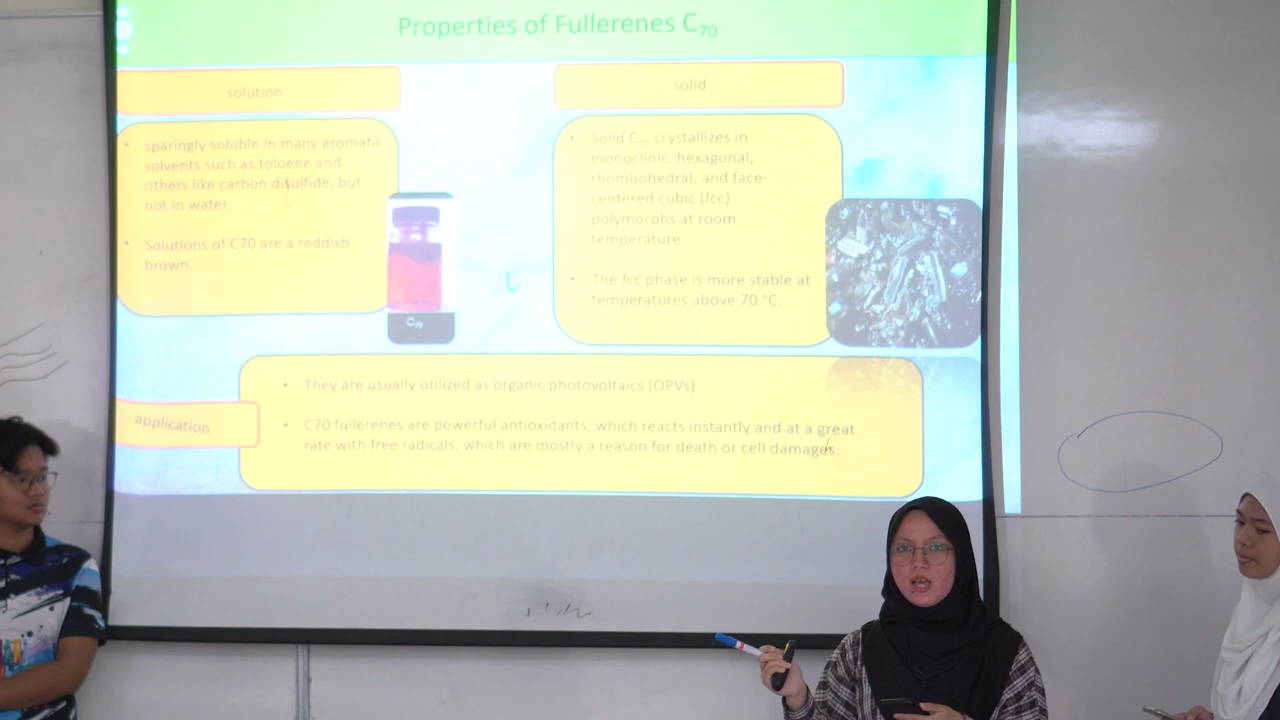 Properties of Fullerenes C₇₀
solution
sparingly soluble in many aromatic
solvents such as toluene and
others like carbon disulfide, but
not in water.
Solutions of C70 are a reddish
brown.
C₇₀
solid
Solid C₇₀ crystallizes in
monoclinic, hexagonal,
rhombohedral, and face-
centered cubic (fcc)
polymorphs at room
temperature.
The fcc phase is more stable at
temperatures above 70 °C.
application
They are usually utilized as organic photovoltaics (OPVs)
C70 fullerenes are powerful antioxidants, which reacts instantly and at a great
rate with free radicals, which are mostly a reason for death or cell damages.